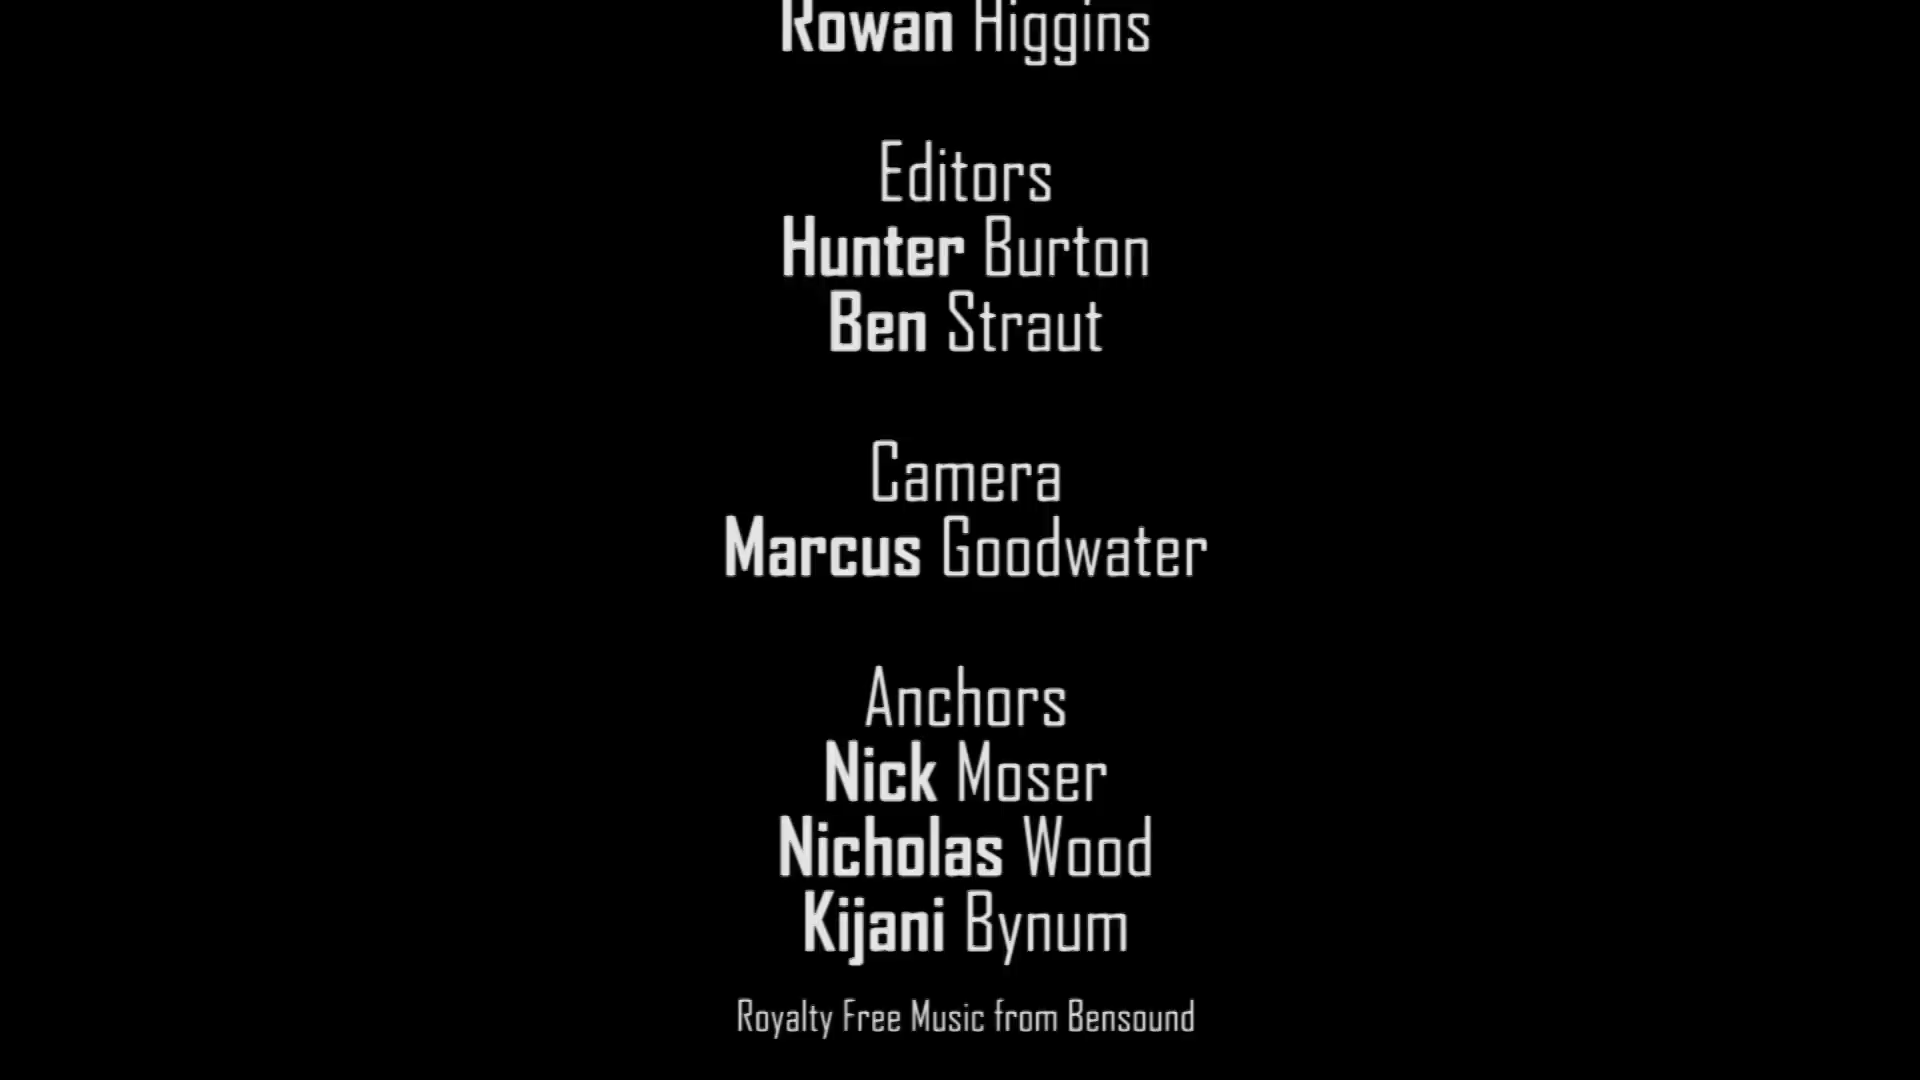 Rowan Higgins
Editors
Hunter Burton
Ben Straut
Camera
Marcus Goodwater
Anchors
Nick Moser
Nicholas Wood
Kijani Bynum
Royalty Free Music from Bensound